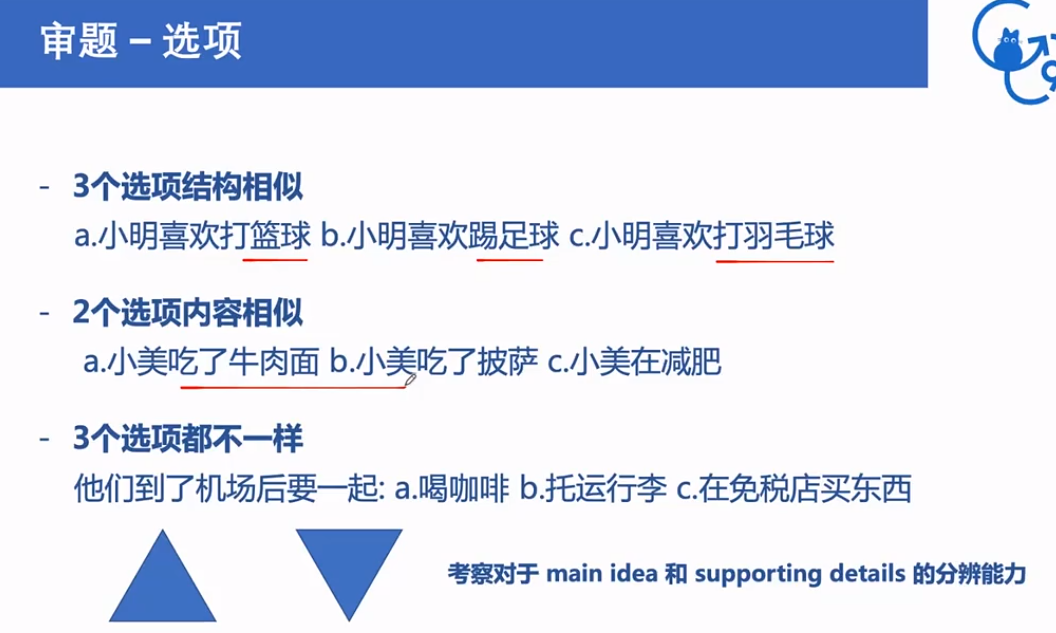 审题 – 选项
- 3个选项结构相似
a.小明喜欢打篮球 b.小明喜欢踢足球 c.小明喜欢打羽毛球
- 2个选项内容相似
a.小美吃了牛肉面 b.小美吃了披萨 c.小美在减肥
- 3个选项都不一样
他们到了机场后要一起: a.喝咖啡 b.托运行李 c.在免税店买东西
考察对于 main idea 和 supporting details 的分辨能力